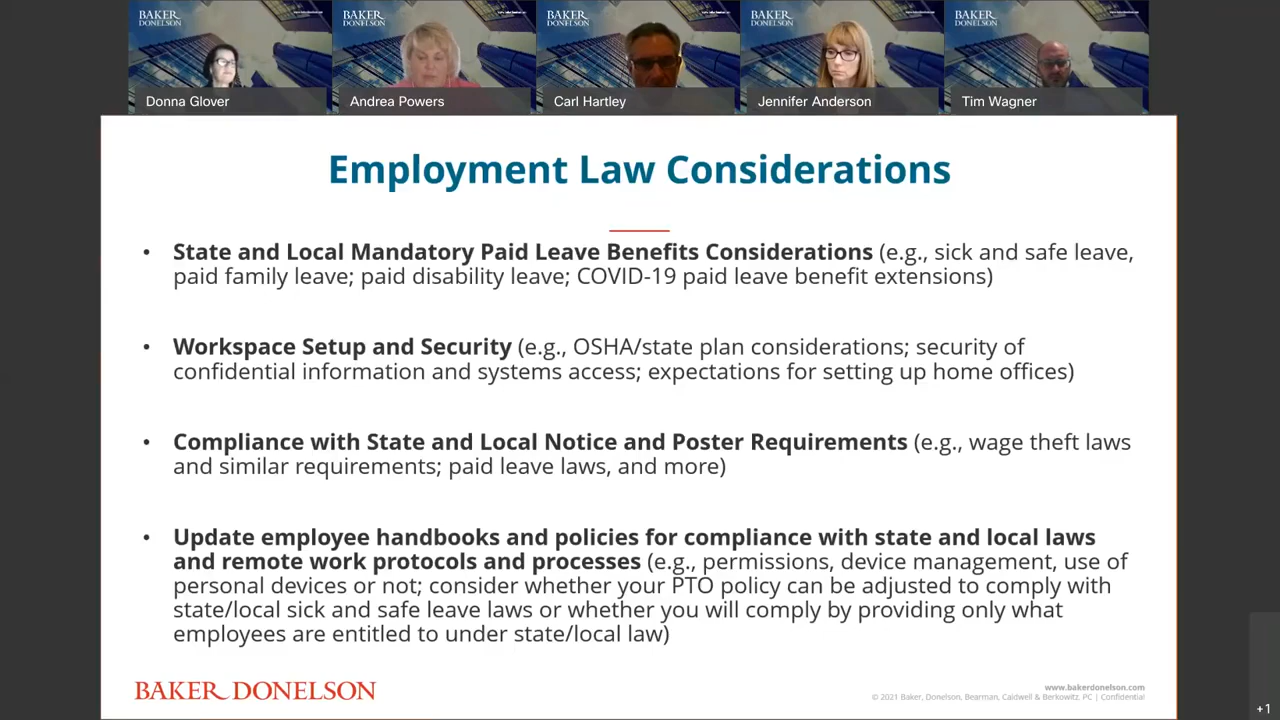 BAKER
DONELSON
BAKER
DONELSON
BAKER
DONELSON
BAKER
DONELSON
BAKER
DONELSON
Donna Glover
Andrea Powers
Carl Hartley
Jennifer Anderson
Tim Wagner
Employment Law Considerations
• State and Local Mandatory Paid Leave Benefits Considerations (e.g., sick and safe leave,
paid family leave; paid disability leave; COVID-19 paid leave benefit extensions)
• Workspace Setup and Security (e.g., OSHA/state plan considerations; security of
confidential information and systems access; expectations for setting up home offices)
• Compliance with State and Local Notice and Poster Requirements (e.g., wage theft laws
and similar requirements; paid leave laws, and more)
• Update employee handbooks and policies for compliance with state and local laws
and remote work protocols and processes (e.g., permissions, device management, use of
personal devices or not; consider whether your PTO policy can be adjusted to comply with
state/local sick and safe leave laws or whether you will comply by providing only what
employees are entitled to under state/local law)
BAKER DONELSON
www.bakerdonelson.com
© 2021 Baker, Donelson, Bearman, Caldwell & Berkowitz, PC | Confidential
+1